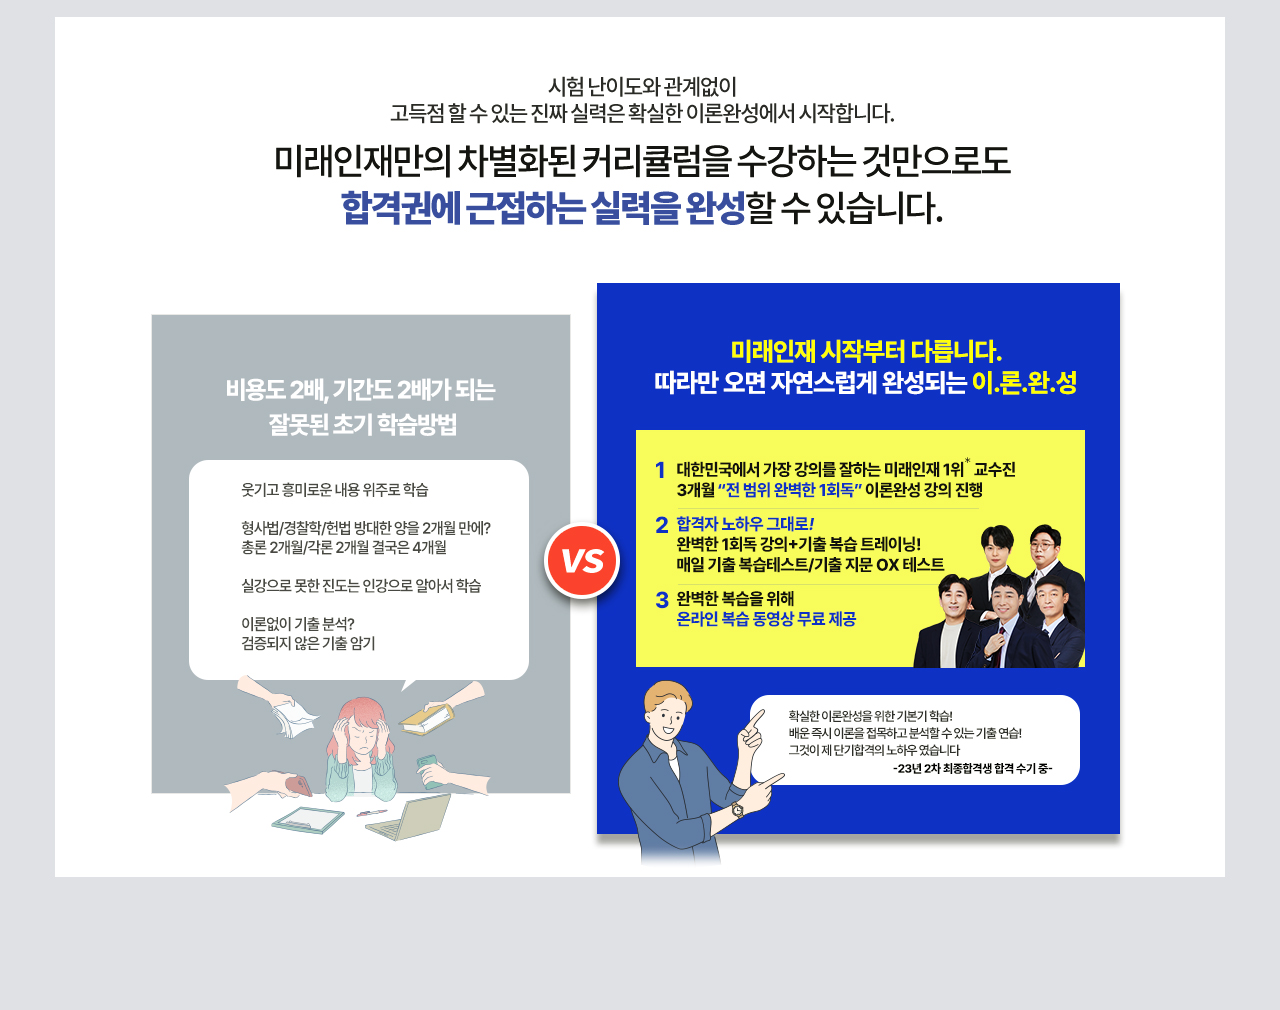 시험 난이도와 관계없이
고득점 할 수 있는 진짜 실력은 확실한 이론완성에서 시작합니다.
미래인재만의 차별화된 커리큘럼을 수강하는 것만으로도
합격권에 근접하는 실력을 완성할 수 있습니다.
비용도 2배, 기간도 2배가 되는
잘못된 초기 학습방법
웃기고 흥미로운 내용 위주로 학습
형사법/경찰학/헌법 방대한 양을 2개월 만에?
총론 2개월/각론 2개월 결국은 4개월
실강으로 못한 진도는 인강으로 알아서 학습
이론없이 기출 분석?
검증되지 않은 기출 암기
VS
미래인재 시작부터 다릅니다.
따라만 오면 자연스럽게 완성되는 이.론.완.성
1 대한민국에서 가장 강의를 잘하는 미래인재 1위* 교수진
3개월 “전 범위 완벽한 1회독” 이론완성 강의 진행
2 합격자 노하우 그대로!
완벽한 1회독 강의+기출 복습 트레이닝!
매일 기출 복습테스트/기출 지문 OX 테스트
3 완벽한 복습을 위해
온라인 복습 동영상 무료 제공
확실한 이론완성을 위한 기본기 학습!
배운 즉시 이론을 접목하고 분석할 수 있는 기출 연습!
그것이 제 단기합격의 노하우 였습니다
-23년 2차 최종합격생 합격 수기 중-